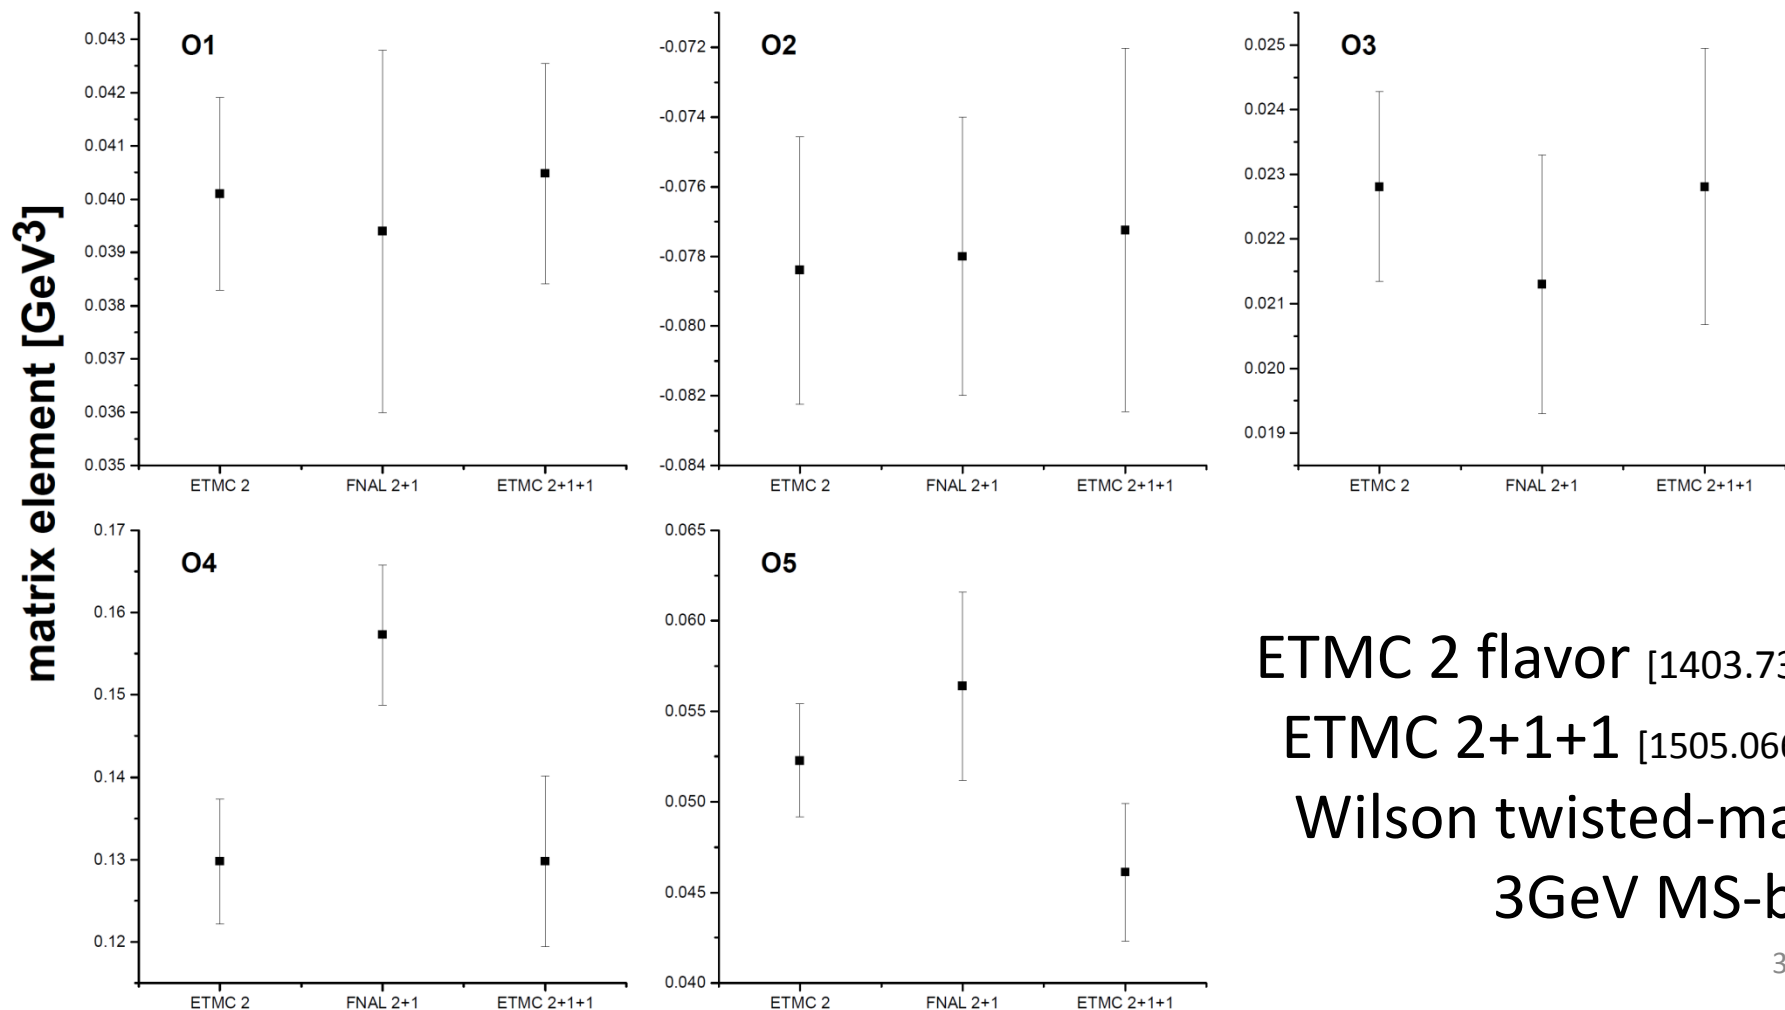 matrix element [GeV3]
O1
0.043
0.042
0.041
0.040
0.039
0.038
0.037
0.036
0.035
ETMC 2
FNAL 2+1
ETMC 2+1+1
O2
-0.072
-0.074
-0.076
-0.078
-0.080
-0.082
-0.084
ETMC 2
FNAL 2+1
ETMC 2+1+1
O3
0.025
0.024
0.023
0.022
0.021
0.020
0.019
ETMC 2
FNAL 2+1
ETMC 2+1+1
O4
0.17
0.16
0.15
0.14
0.13
0.12
ETMC 2
FNAL 2+1
ETMC 2+1+1
O5
0.065
0.060
0.055
0.050
0.045
0.040
ETMC 2
FNAL 2+1
ETMC 2+1+1
ETMC 2 flavor [1403.73
ETMC 2+1+1 [1505.06
Wilson twisted-ma
3GeV MS-b
3